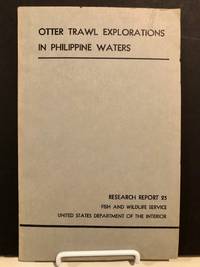 OTTER TRAWL EXPLORATIONS
IN PHILIPPINE WATERS
RESEARCH REPORT 25
FISH AND WILDLIFE SERVICE
UNITED STATES DEPARTMENT OF THE INTERIOR